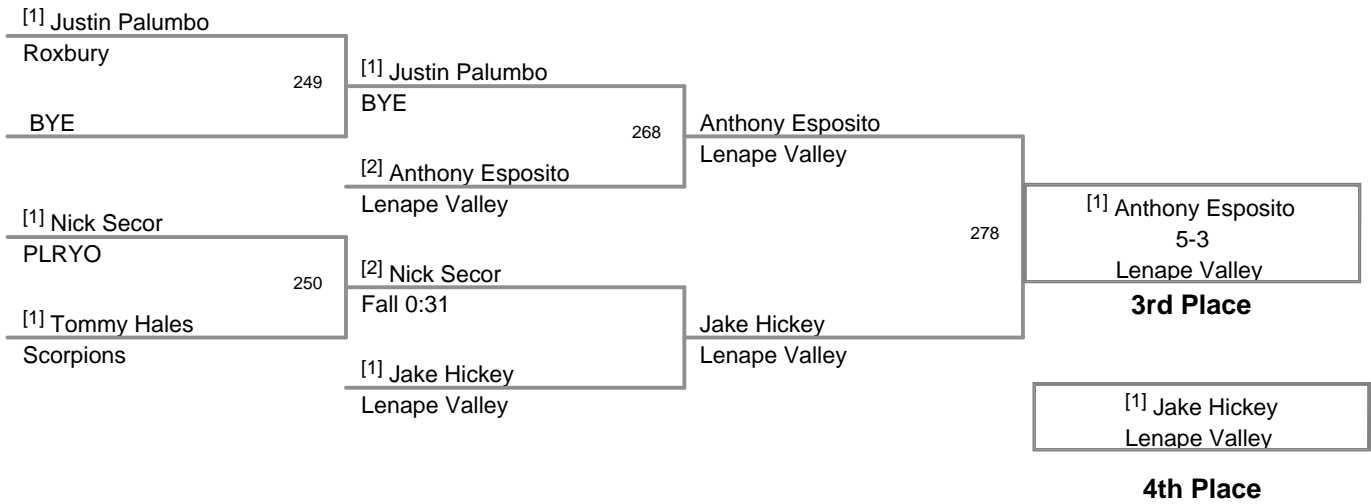 [1] Justin Palumbo
Roxbury
249
BYE
[1] Justin Palumbo
BYE
268
[2] Anthony Esposito
Lenape Valley
Anthony Esposito
Lenape Valley
[1] Nick Secor
PLRYO
250
[1] Tommy Hales
Scorpions
[2] Nick Secor
Fall 0:31
[1] Jake Hickey
Lenape Valley
Jake Hickey
Lenape Valley
278
[1] Anthony Esposito
5-3
Lenape Valley
3rd Place
[1] Jake Hickey
Lenape Valley
4th Place